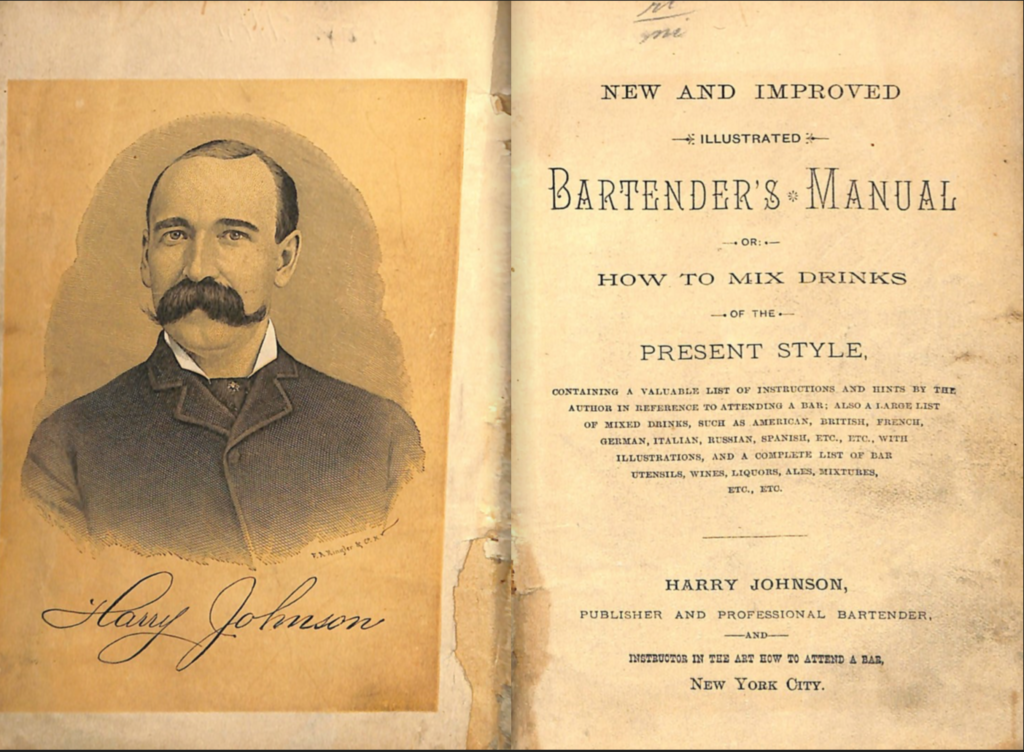 Harry Johnson
NEW AND IMPROVED
ILLUSTRATED
BARTENDER'S MANUAL
OR:
HOW TO MIX DRINKS
OF THE
PRESENT STYLE,
CONTAINING A VALUABLE LIST OF INSTRUCTIONS AND HINTS BY THE
AUTHOR IN REFERENCE TO ATTENDING A BAR; ALSO A LARGE LIST
OF MIXED DRINKS, SUCH AS AMERICAN, BRITISH, FRENCH,
GERMAN, ITALIAN, RUSSIAN, SPANISH, ETC., ETC., WITH
ILLUSTRATIONS, AND A COMPLETE LIST OF BAR
UTENSILS, WINES, LIQUORS, ALES, MIXTURES,
ETC., ETC.
HARRY JOHNSON,
PUBLISHER AND PROFESSIONAL BARTENDER,
—AND—
INSTRUCTOR IN THE ART HOW TO ATTEND A BAR,
NEW YORK CITY.